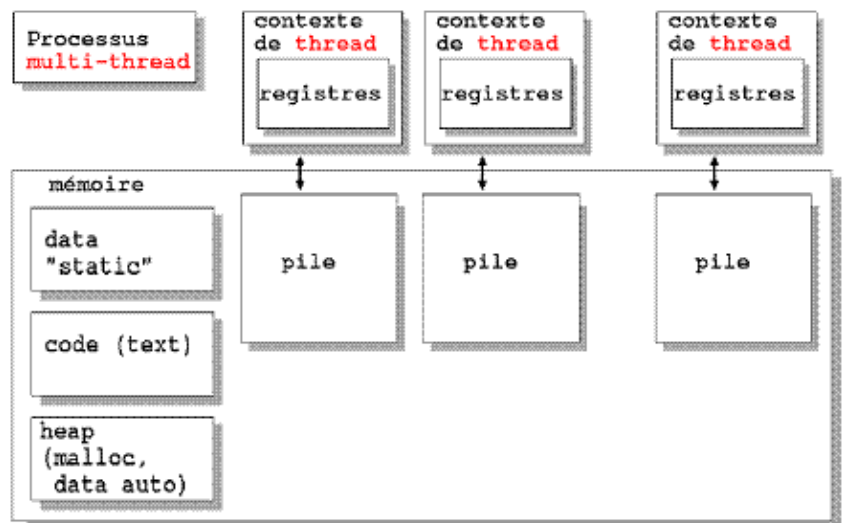 Processus
multi-thread
contexte
de thread
registres
contexte
de thread
registres
contexte
de thread
registres
mémoire
data
"static"
code (text)
heap
(malloc,
data auto)
pile
pile
pile